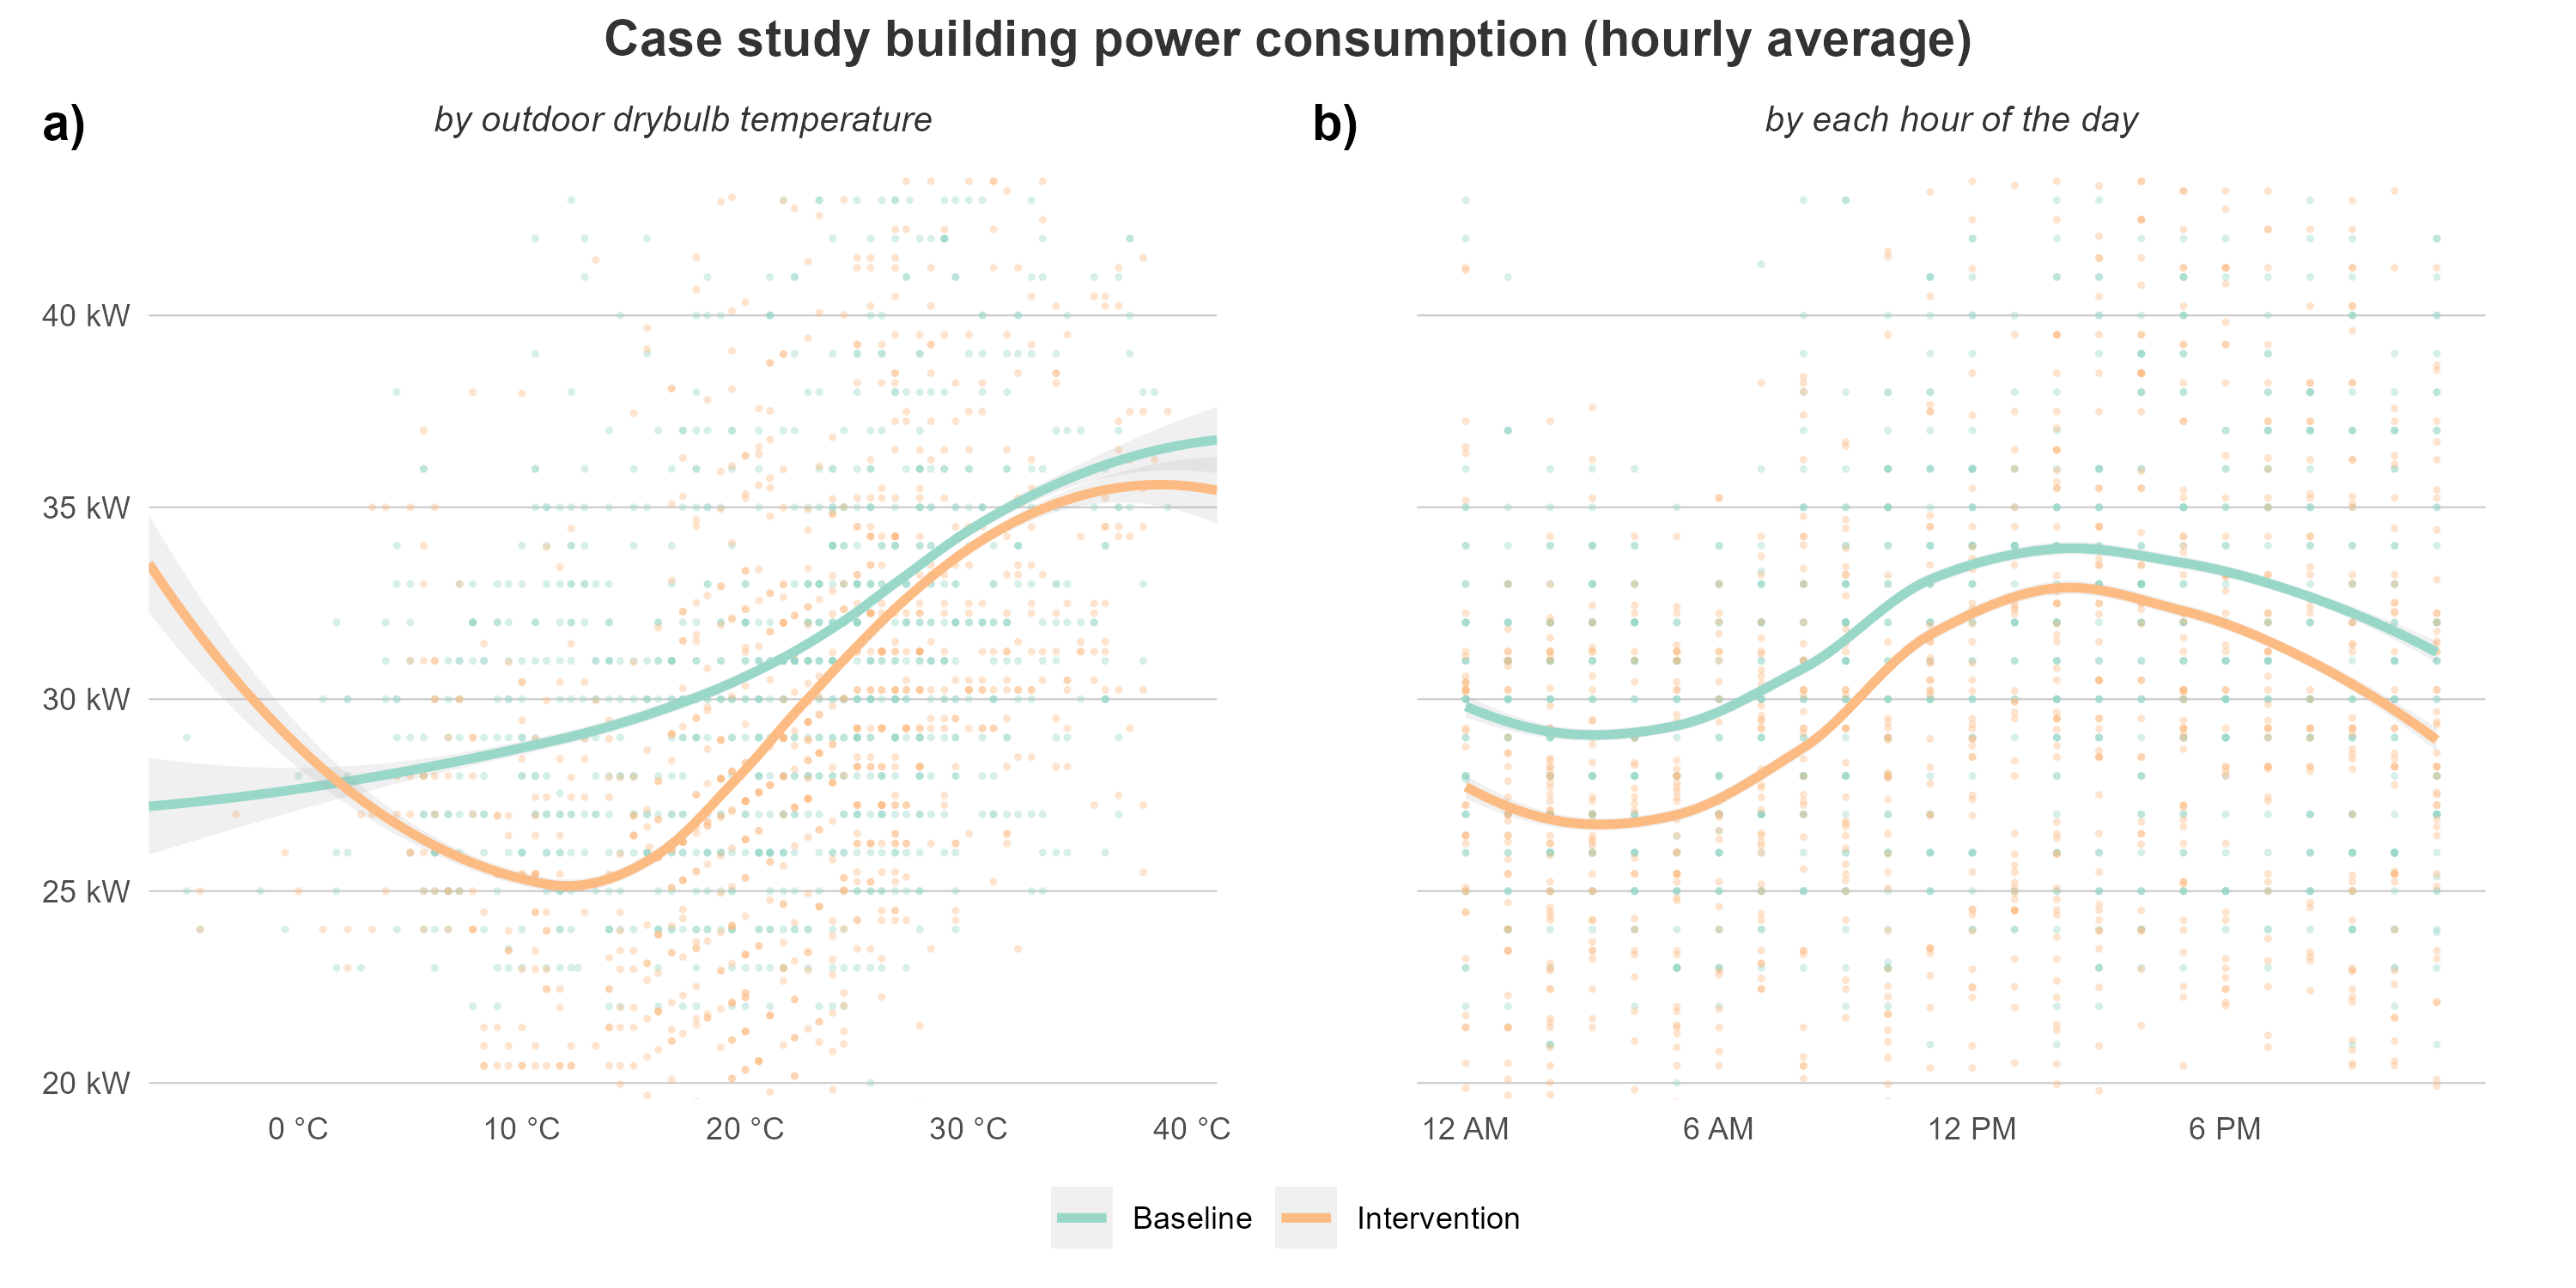 Case study building power consumption (hourly average)
a)
by outdoor drybulb temperature
40 kW
35 kW
30 kW
25 kW
20 kW
0 °C
10 °C
20 °C
30 °C
40 °C
b)
by each hour of the day
12 AM
6 AM
12 PM
6 PM
Baseline
Intervention